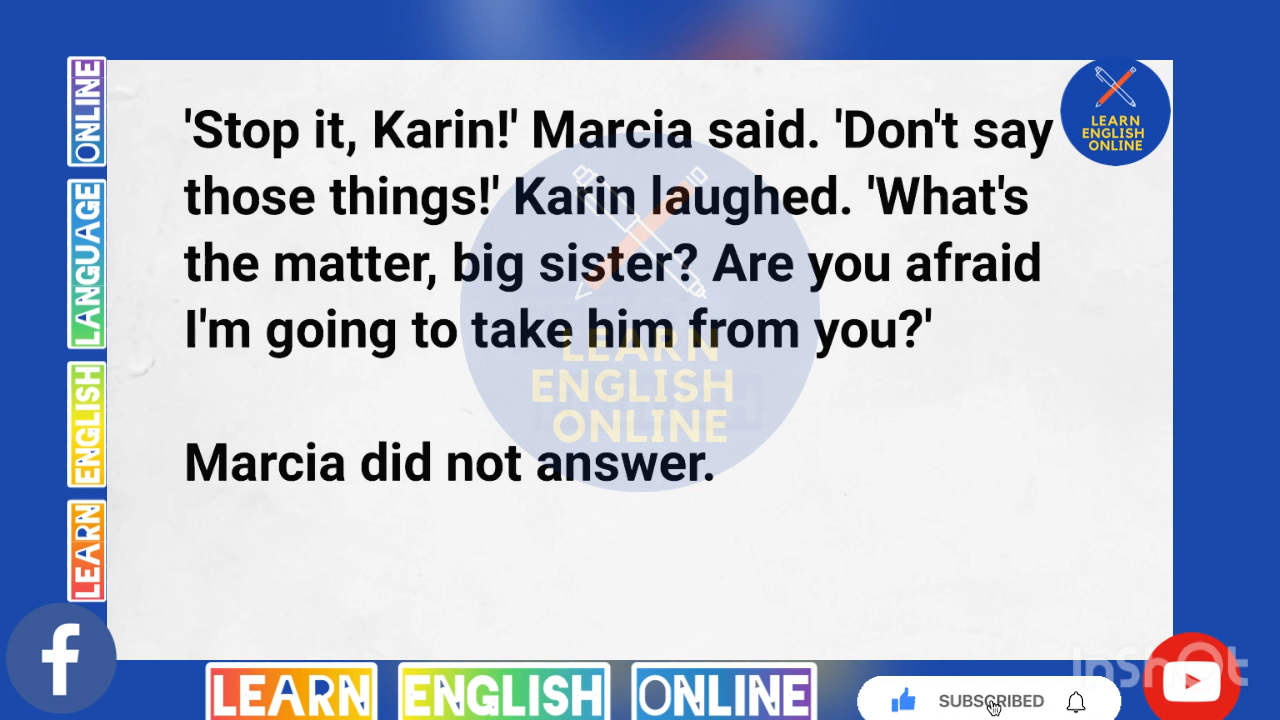 'Stop it, Karin!' Marcia said. 'Don't say
those things!' Karin laughed. 'What's
the matter, big sister? Are you afraid
I'm going to take him from you?'
Marcia did not answer.
LEARN
ENGLISH
ONLINE
LEARN
ENGLISH
ONLINE
LEARN ENGLISH LANGUAGE ONLINE
f
LEARN ENGLISH ONLINE
SUBSCRIBED
InShOt